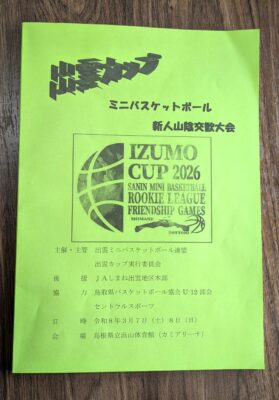 出雲カップ
ミニバスケットボール
新人山陰交歓大会
IZUMO
CUP 2026
SANIN MINI BASKETBALL
ROOKIE LEAGUE
FRIENDSHIP GAMES
SHIMANE
TOTTORI
主催・主管 出雲ミニバスケットボール連盟
出雲カップ実行委員会
後援 JAしまね出雲地区本部
協力 鳥取県バスケットボール協会U-12部会
セントラルスポーツ
日時 令和8年3月7日(土)8日(日)
会場 島根県立浜山体育館(カミアリーナ)